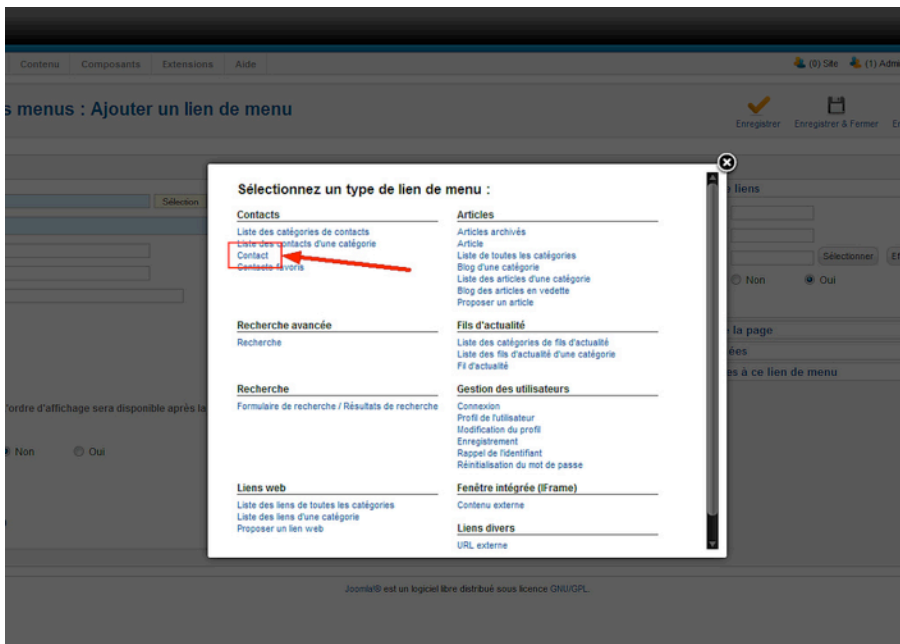 Contenu Composants Extensions Aide (0) Site (1)
s menus : Ajouter un lien de menu
Enregistrer Enregistrer & Fermer
Sélectionnez un type de lien de menu :
Contacts
Liste des catégories de contacts
Liste des contacts d'une catégorie
Contact
Contacts favoris
Articles
Articles archivés
Article
Liste de toutes les catégories
Blog d'une catégorie
Liste des articles d'une catégorie
Blog des articles en vedette
Proposer un article
Recherche avancée
Recherche
Fils d'actualité
Liste des catégories de fils d'actualité
Liste des fils d'actualité d'une catégorie
Fil d'actualité
Recherche
Formulaire de recherche / Résultats de recherche
Gestion des utilisateurs
Connexion
Profil de l'utilisateur
Modification du profil
Enregistrement
Rappel de l'identifiant
Réinitialisation du mot de passe
Liens web
Liste des liens de toutes les catégories
Liste des liens d'une catégorie
Proposer un lien web
Fenêtre intégrée (IFrame)
Contenu externe
Liens divers
URL externe
Sélection
'ordre d'affichage sera disponible après la
Non Oui
liens
Sélectionner
Non Oui
la page
ées
es à ce lien de menu
Joomla!® est un logiciel libre distribué sous licence GNU/GPL.